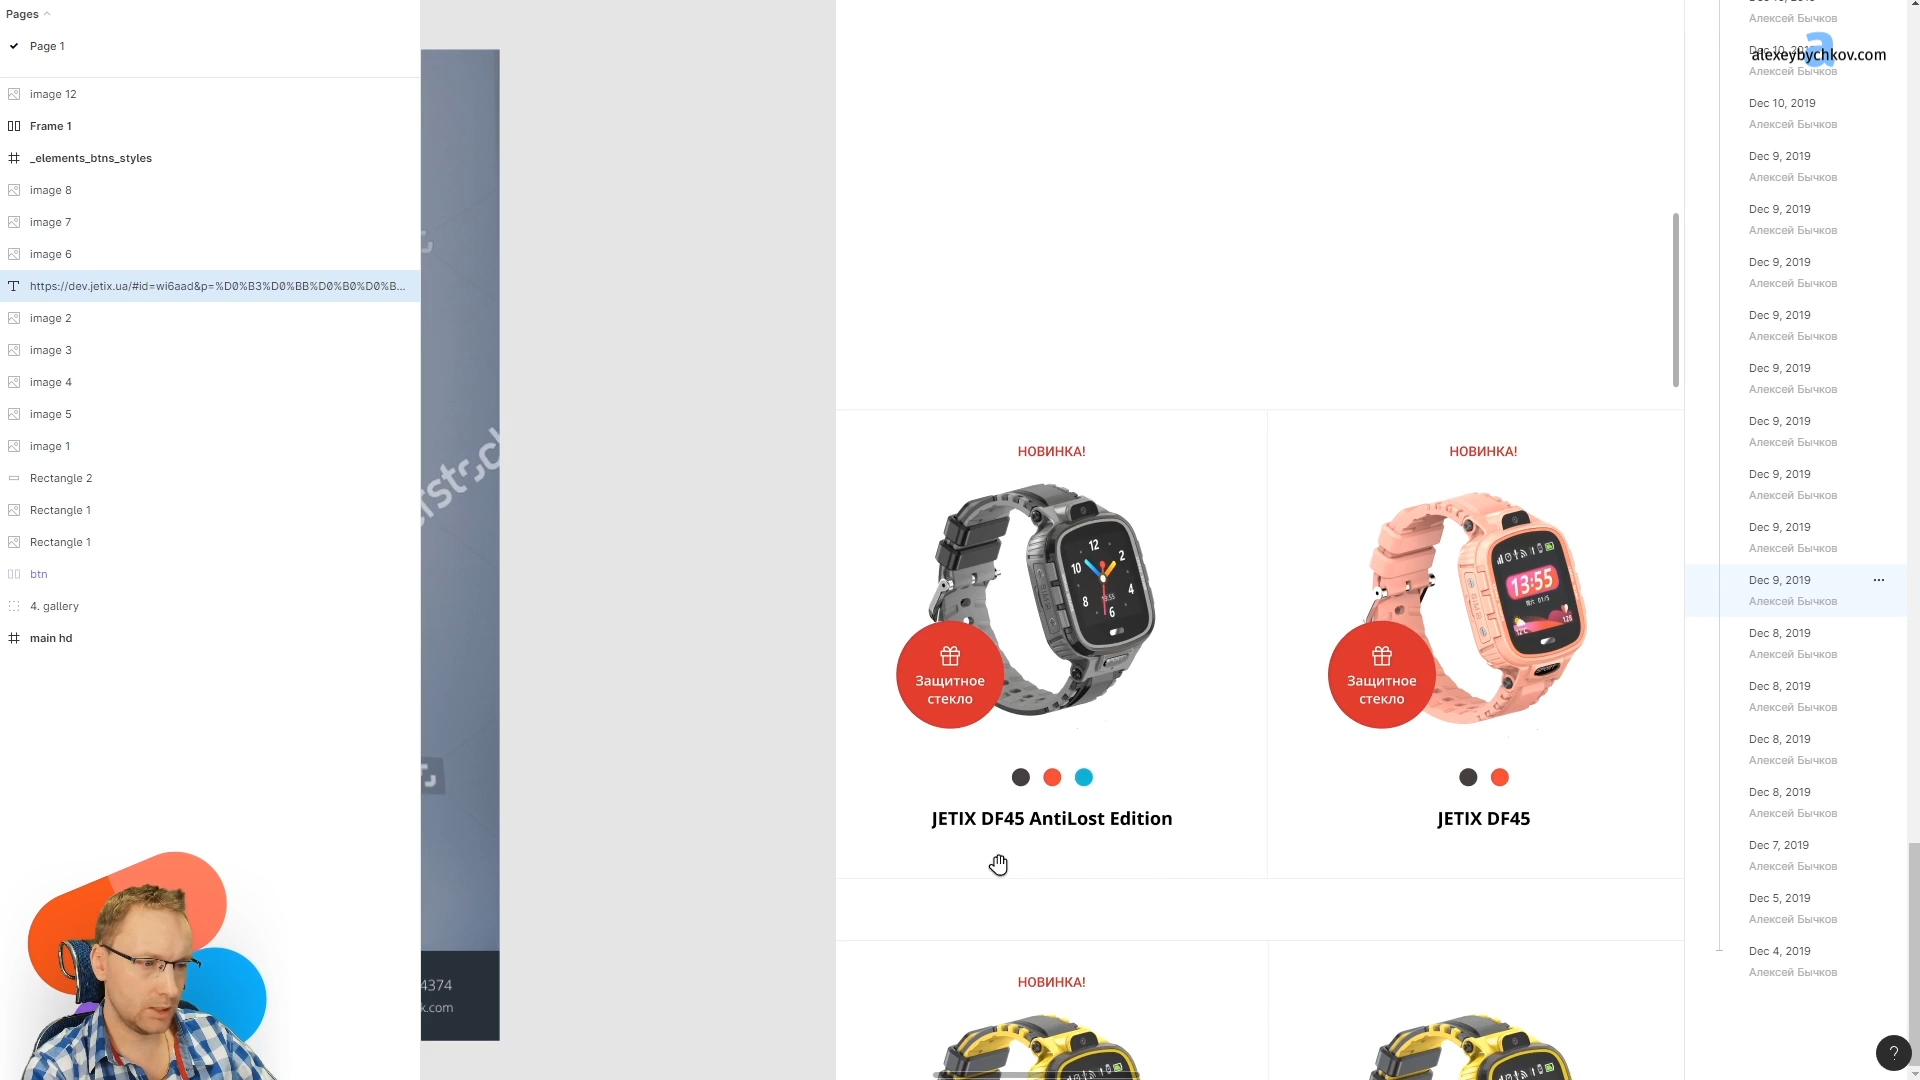 Pages
Page 1
image 12
Frame 1
_elements_btns_styles
image 8
image 7
image 6
https://dev.jetix.ua/#id=wi6aad&p=%D0%B3%D0%BB%D0%B0%D0%B...
image 2
image 3
image 4
image 5
image 1
Rectangle 2
Rectangle 1
Rectangle 1
btn
4. gallery
main hd
4374
k.com
НОВИНКА!
Защитное
стекло
JETIX DF45 AntiLost Edition
НОВИНКА!
13:55
Защитное
стекло
JETIX DF45
НОВИНКА!
Алексей Бычков
alexeybychkov.com
Алексей Бычков
Dec 10, 2019
Алексей Бычков
Dec 9, 2019
Алексей Бычков
Dec 9, 2019
Алексей Бычков
Dec 9, 2019
Алексей Бычков
Dec 9, 2019
Алексей Бычков
Dec 9, 2019
Алексей Бычков
Dec 9, 2019
Алексей Бычков
Dec 9, 2019
Алексей Бычков
Dec 9, 2019
Алексей Бычков
Dec 9, 2019
Алексей Бычков
Dec 8, 2019
Алексей Бычков
Dec 8, 2019
Алексей Бычков
Dec 8, 2019
Алексей Бычков
Dec 8, 2019
Алексей Бычков
Dec 7, 2019
Алексей Бычков
Dec 5, 2019
Алексей Бычков
Dec 4, 2019
Алексей Бычков
?